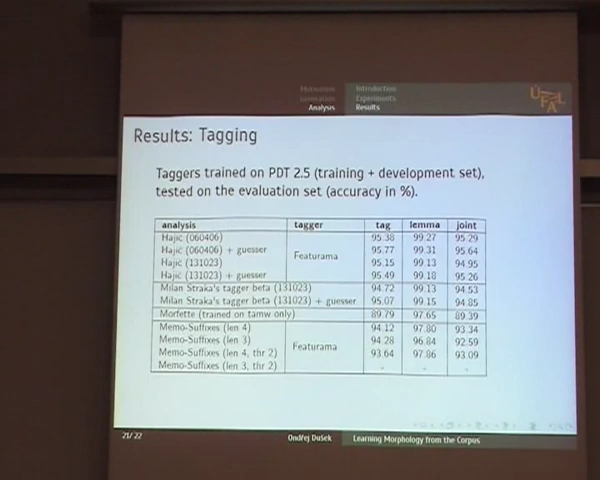 Motivation Introduction
Generation Experiments
Analysis Results
ÚFAL
Results: Tagging
Taggers trained on PDT 2.5 (training + development set),
tested on the evaluation set (accuracy in %).
analysis tagger tag lemma joint
Hajič (060406) 95.38 99.27 95.29
Hajič (060406) + guesser 95.77 99.31 95.64
Featurama
Hajič (131023) 95.15 99.13 94.95
Hajič (131023) + guesser 95.49 99.18 95.26
Milan Straka's tagger beta (131023) 94.72 99.13 94.53
Milan Straka's tagger beta (131023) + guesser 95.07 99.15 94.85
Morfette (trained on tamw only) 89.79 97.65 89.39
Memo-Suffixes (len 4) 94.12 97.80 93.34
Memo-Suffixes (len 3) 94.28 96.84 92.59
Featurama
Memo-Suffixes (len 4, thr 2) 93.64 97.86 93.09
Memo-Suffixes (len 3, thr 2) - - -
21/22 Ondřej Dušek Learning Morphology from the Corpus